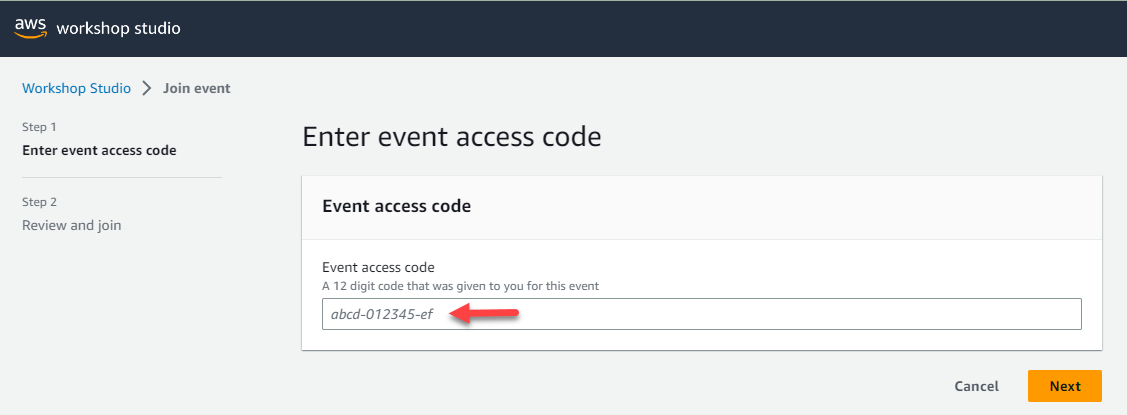 aws workshop studio
Workshop Studio > Join event
Step 1
Enter event access code
Step 2
Review and join
Enter event access code
Event access code
Event access code
A 12 digit code that was given to you for this event
abcd-012345-ef
Cancel Next